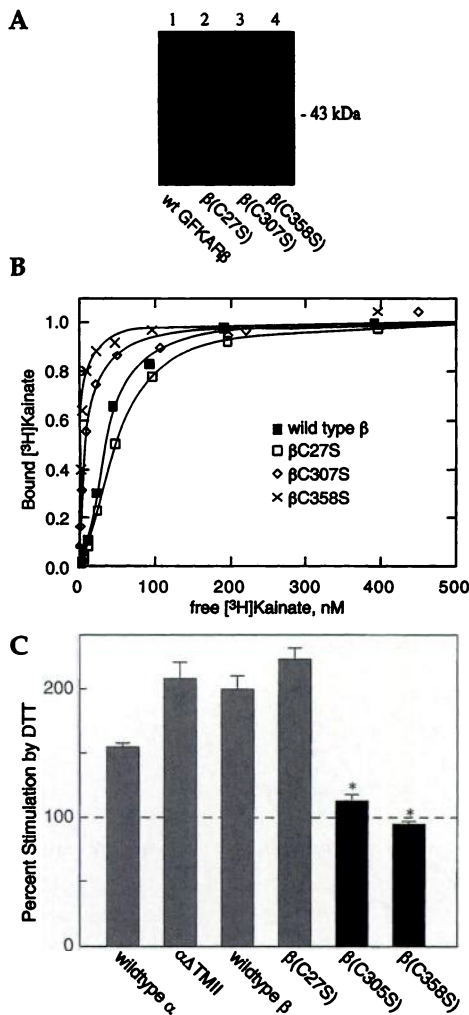 A
1 2 3 4
- 43 kDa
wt GFKARβ
β(C27S)
β(C307S)
β(C358S)
B
Bound [³H]Kainate
1.0
0.8
0.6
0.4
0.2
0.0
wild type β
βC27S
βC307S
βC358S
0 100 200 300 400 500
free [³H]Kainate, nM
C
Percent Stimulation by DTT
200
100
0
* *
wildtype α
αΔTMII
wildtype β
β(C27S)
β(C305S)
β(C358S)